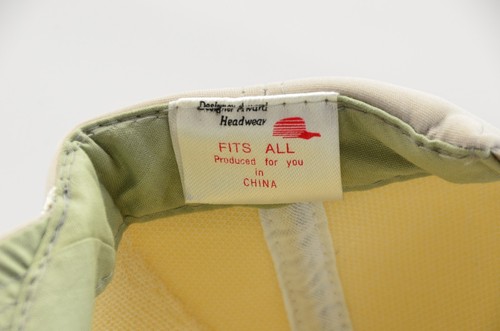 Designer Award
Headwear
FITS ALL
Produced for you
in
CHINA